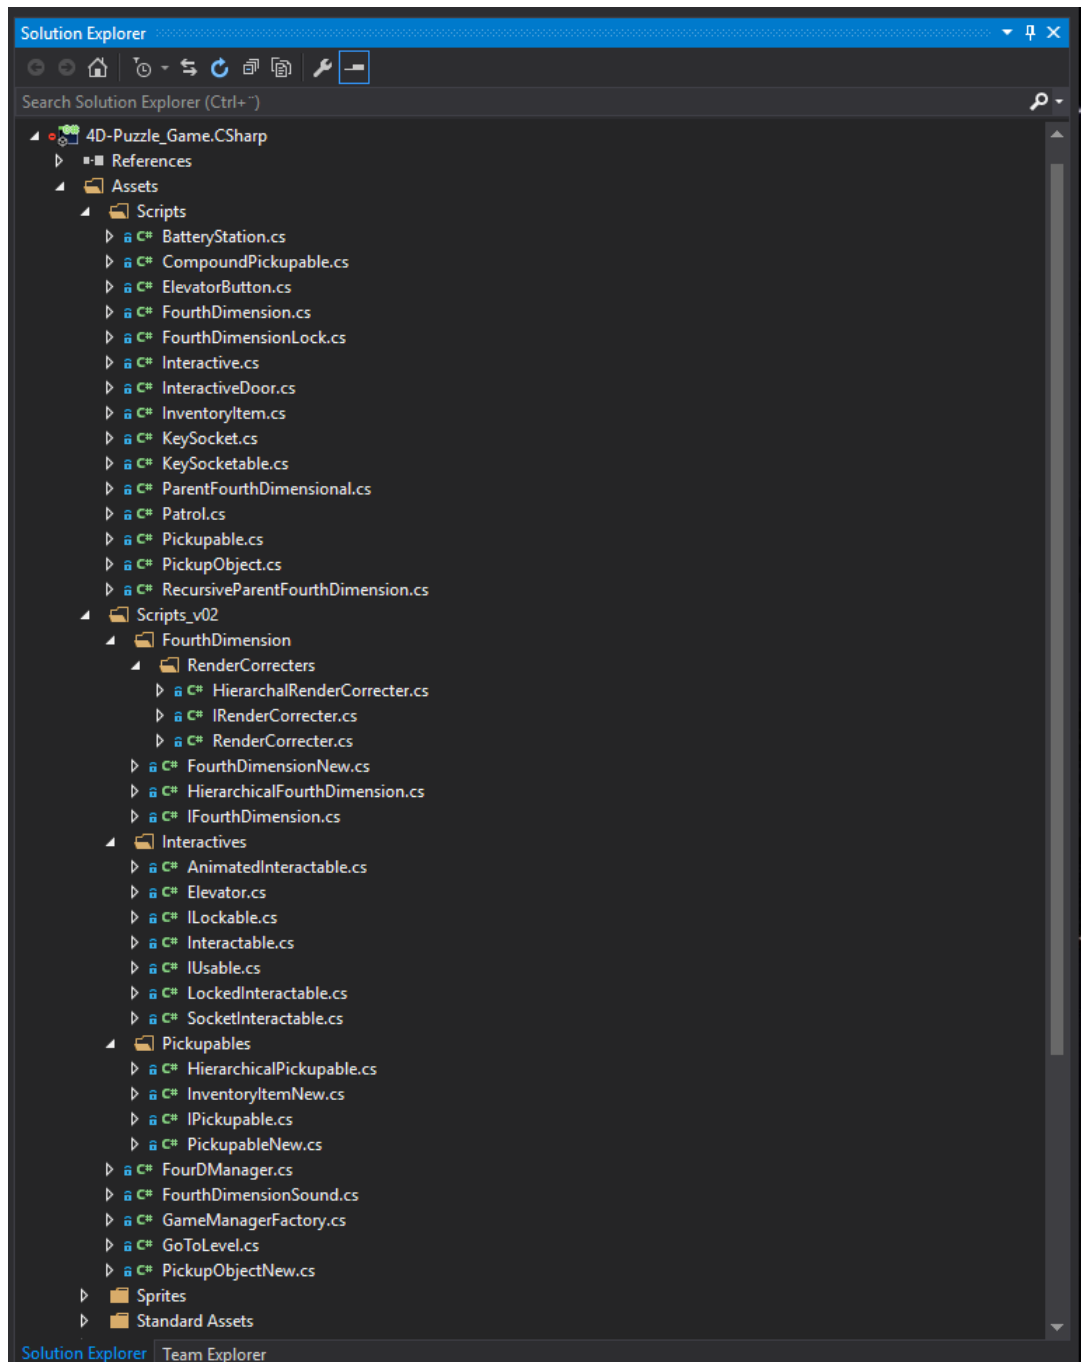 Solution Explorer
Search Solution Explorer (Ctrl+¨)
4D-Puzzle_Game.CSharp
References
Assets
Scripts
C# BatteryStation.cs
C# CompoundPickupable.cs
C# ElevatorButton.cs
C# FourthDimension.cs
C# FourthDimensionLock.cs
C# Interactive.cs
C# InteractiveDoor.cs
C# InventoryItem.cs
C# KeySocket.cs
C# KeySocketable.cs
C# ParentFourthDimensional.cs
C# Patrol.cs
C# Pickupable.cs
C# PickupObject.cs
C# RecursiveParentFourthDimension.cs
Scripts_v02
FourthDimension
RenderCorrecters
C# HierarchalRenderCorrecter.cs
C# IRenderCorrecter.cs
C# RenderCorrecter.cs
C# FourthDimensionNew.cs
C# HierarchicalFourthDimension.cs
C# IFourthDimension.cs
Interactives
C# AnimatedInteractable.cs
C# Elevator.cs
C# ILockable.cs
C# Interactable.cs
C# IUsable.cs
C# LockedInteractable.cs
C# SocketInteractable.cs
Pickupables
C# HierarchicalPickupable.cs
C# InventoryItemNew.cs
C# IPickupable.cs
C# PickupableNew.cs
C# FourDManager.cs
C# FourthDimensionSound.cs
C# GameManagerFactory.cs
C# GoToLevel.cs
C# PickupObjectNew.cs
Sprites
Standard Assets
Solution Explorer Team Explorer